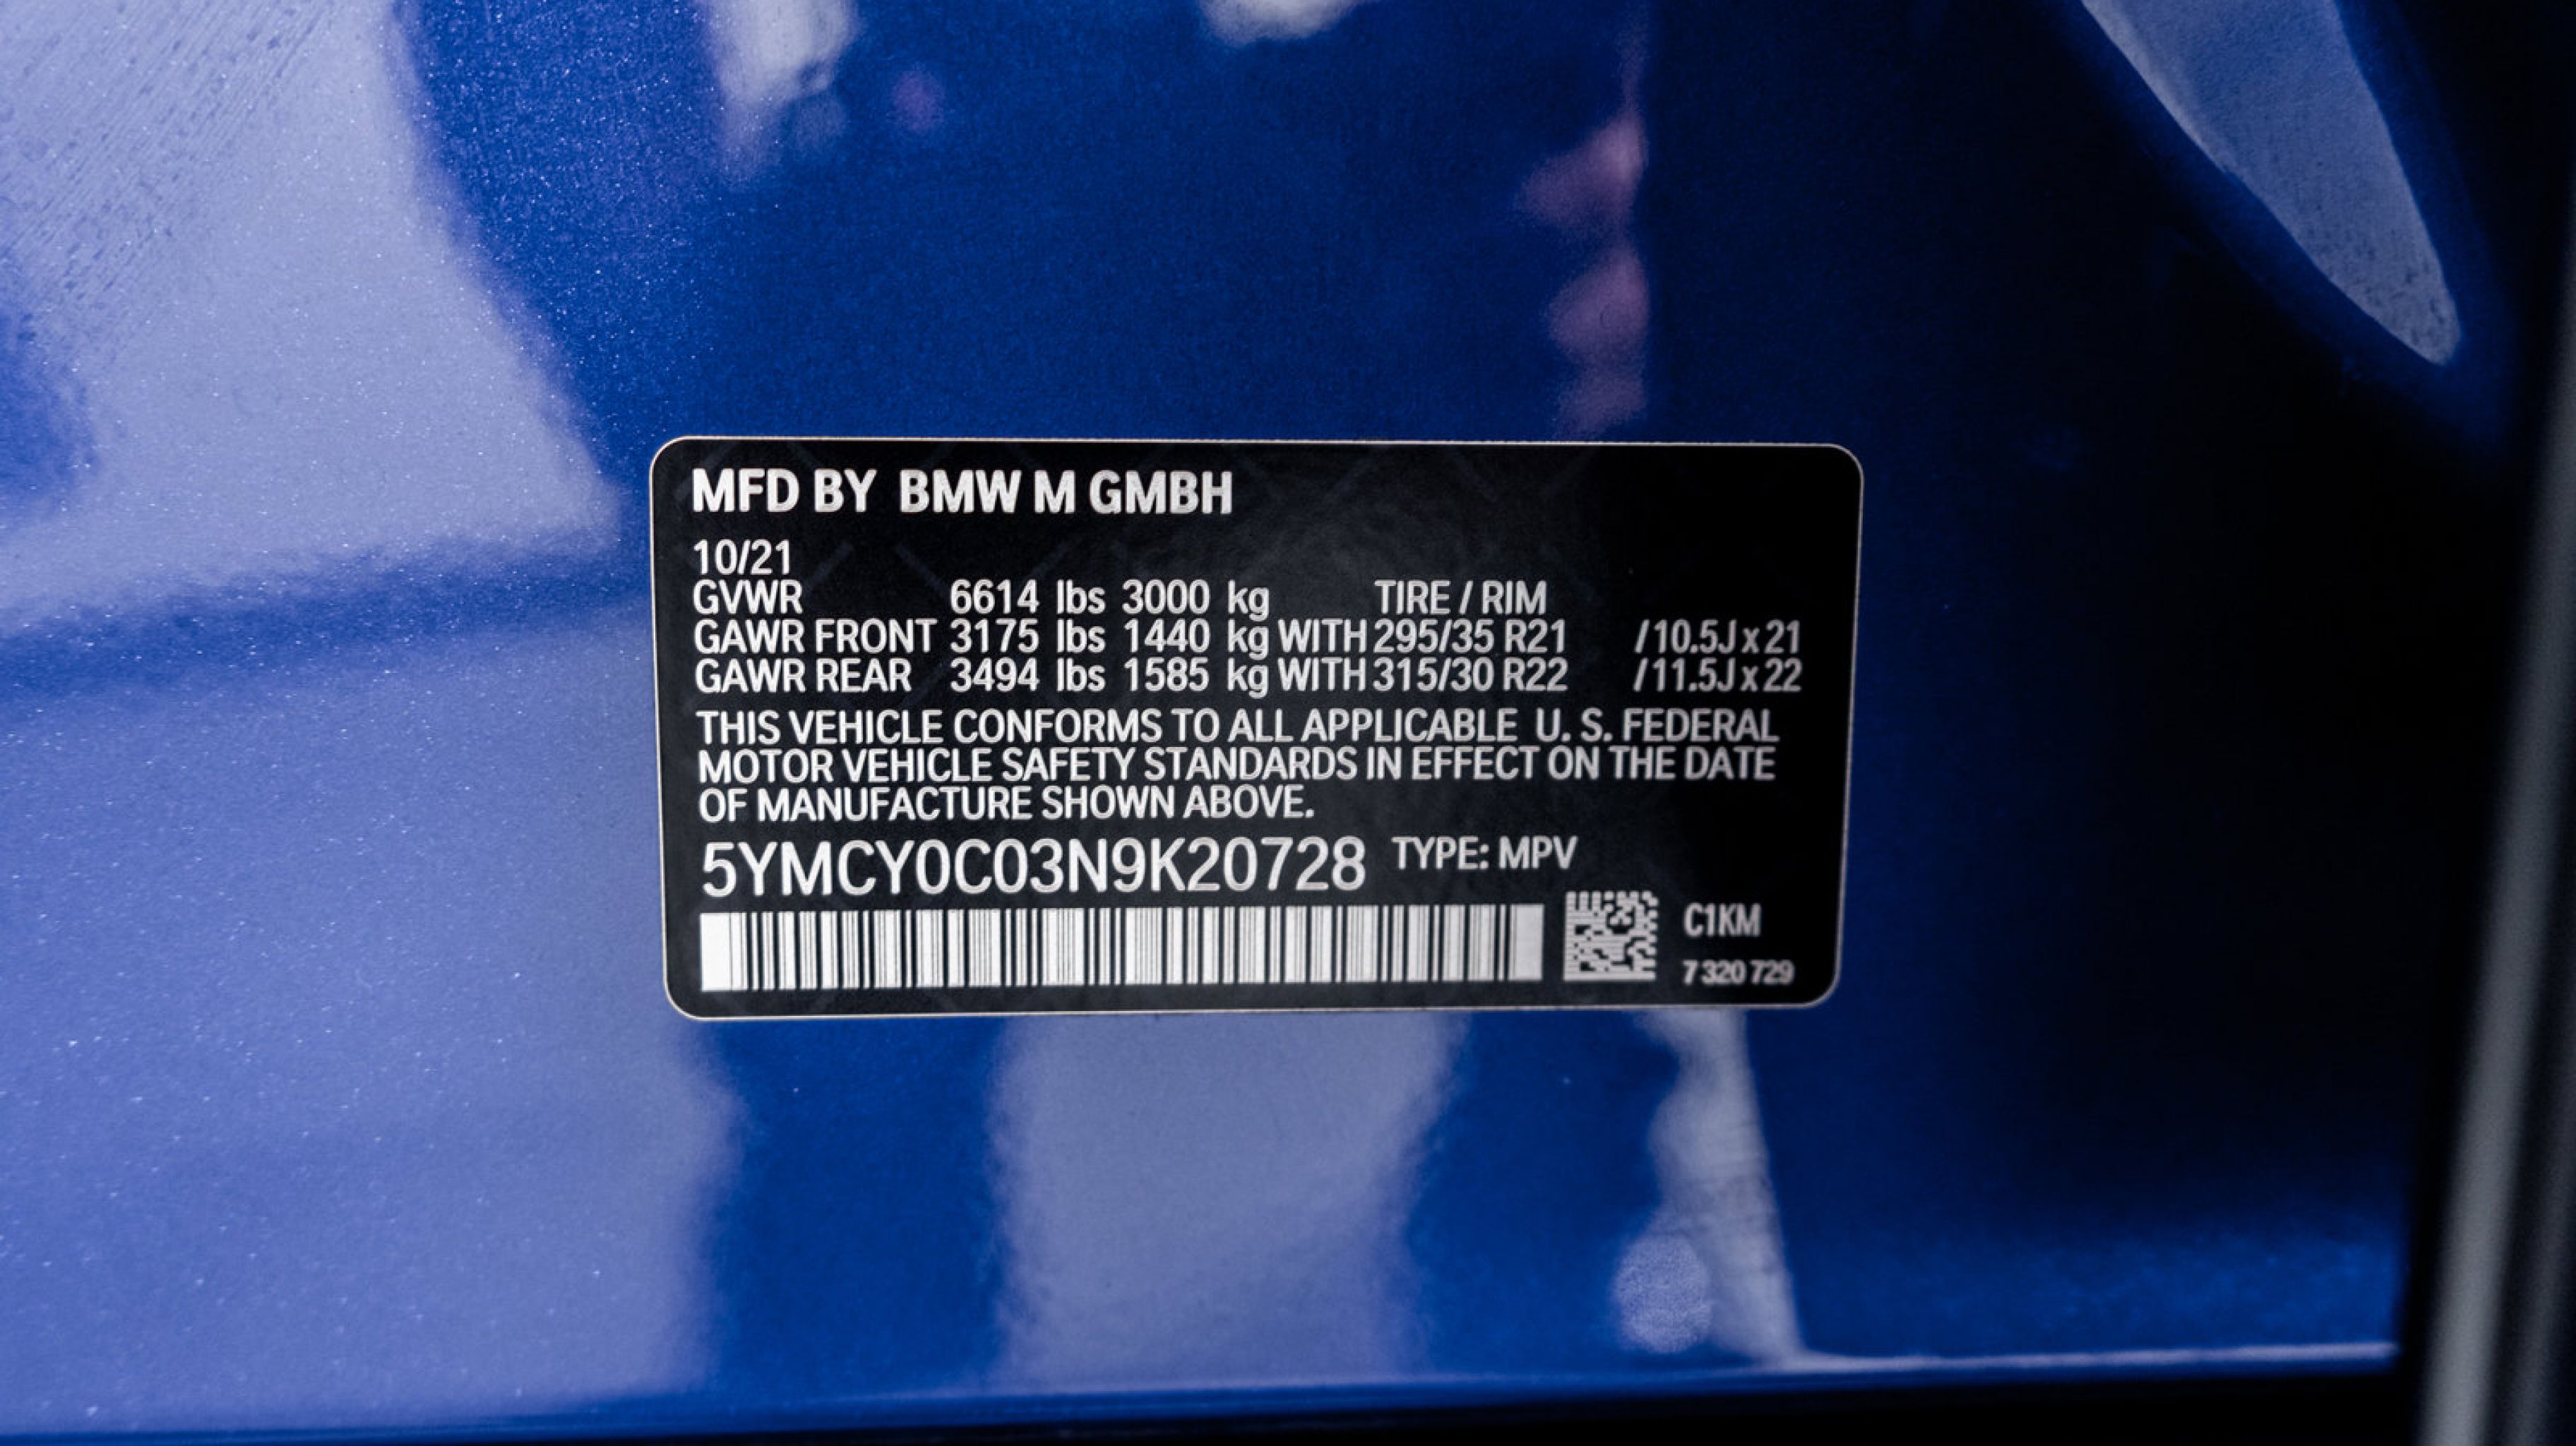 MFD BY BMW M GMBH
10/21
GVWR 6614 lbs 3000 kg TIRE / RIM
GAWR FRONT 3175 lbs 1440 kg WITH 295/35 R21 /10.5J x 21
GAWR REAR 3494 lbs 1585 kg WITH 315/30 R22 /11.5J x 22
THIS VEHICLE CONFORMS TO ALL APPLICABLE U. S. FEDERAL
MOTOR VEHICLE SAFETY STANDARDS IN EFFECT ON THE DATE
OF MANUFACTURE SHOWN ABOVE.
5YMCY0C03N9K20728 TYPE: MPV
C1KM
7 320 729